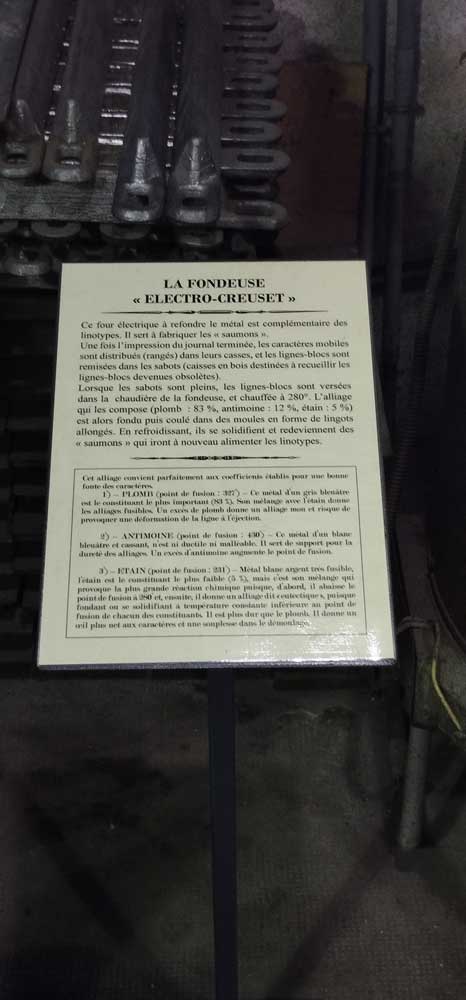 LA FONDEUSE
« ELECTRO-CREUSET »
Ce four électrique à refondre le métal est complémentaire des
linotypes. Il sert à fabriquer les « saumons ».
Une fois l'impression du journal terminée, les caractères mobiles
sont distribués (rangés) dans leurs casses, et les lignes-blocs sont
remisées dans les sabots (caisses en bois destinées à recueillir les
lignes-blocs devenues obsolètes).
Lorsque les sabots sont pleins, les lignes-blocs sont versées
dans la chaudière de la fondeuse, et chauffée à 280°. L'alliage
qui les compose (plomb : 83 %, antimoine : 12 %, étain : 5 %)
est alors fondu puis coulé dans des moules en forme de lingots
allongés. En refroidissant, ils se solidifient et redeviennent des
« saumons » qui iront à nouveau alimenter les linotypes.
Cet alliage convient parfaitement aux coefficients établis pour une bonne
fonte des caractères.
1°) – PLOMB (point de fusion : 327°) – Ce métal d'un gris bleuâtre
est le constituant le plus important (83 %). Son mélange avec l'étain donne
les alliages fusibles. Un excès de plomb donne un alliage mou et risque de
provoquer une déformation de la ligne à l'éjection.
2°) – ANTIMOINE (point de fusion : 430°) – Ce métal d'un blanc
bleuâtre et cassant, n'est ni ductile ni malléable. Il sert de support pour la
dureté des alliages. Un excès d'antimoine augmente le point de fusion.
3°) – ETAIN (point de fusion : 231°) – Métal blanc argent très fusible,
l'étain est le constituant le plus faible (5 %), mais c'est son mélange qui
provoque la plus grande réaction chimique puisque, d'abord, il abaisse le
point de fusion à 280 et, ensuite, il donne un alliage dit «eutectique», puisque
fondant ou se solidifiant à température constante inférieure au point de
fusion de chacun des constituants. Il est plus dur que le plomb. Il donne un
œil plus net aux caractères et une souplesse dans le démoulage.